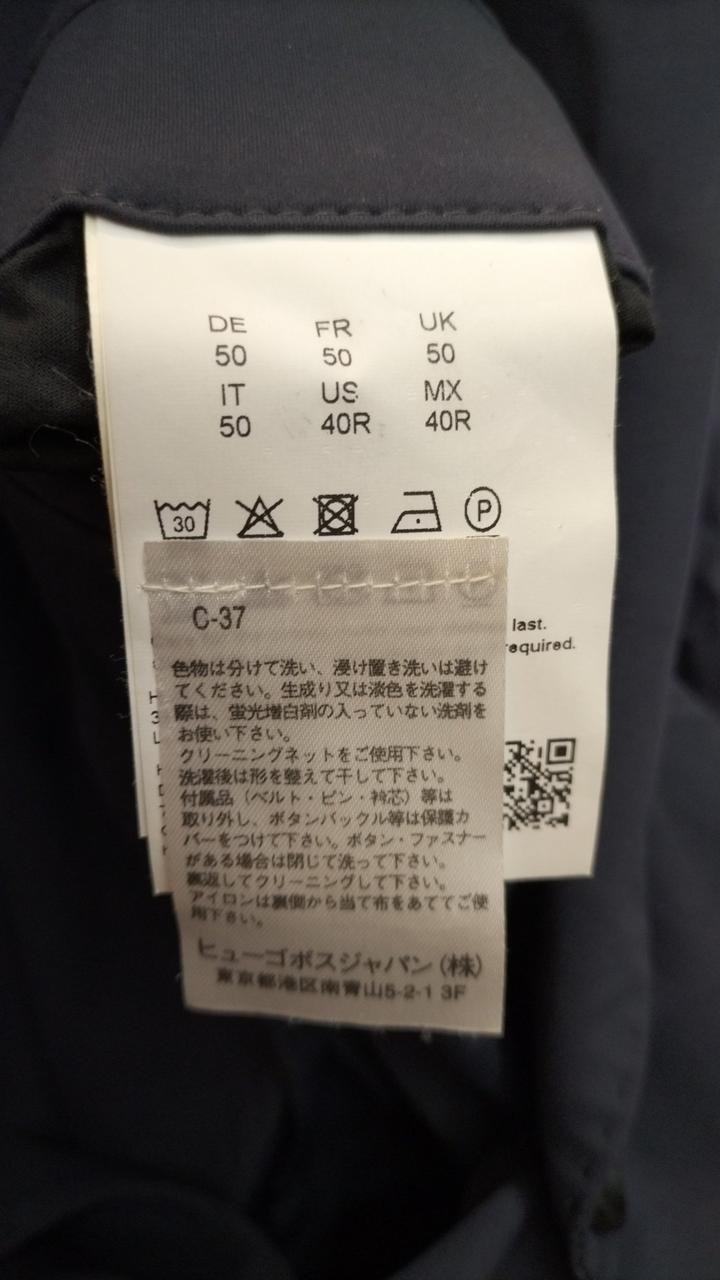 DE FR UK
50 50 50
IT US MX
50 40R 40R
30 P
C-37
last.
required.
色物は分けて洗い、浸け置き洗いは避け
てください。生成り又は淡色を洗濯する
際は、蛍光増白剤の入っていない洗剤を
お使い下さい。
クリーニングネットをご使用下さい。
洗濯後は形を整えて干して下さい。
付属品（ベルト・ピン・衿芯）等は
取り外し、ボタンバックル等は保護カ
バーをつけて下さい。ボタン・ファスナー
がある場合は閉じて洗って下さい。
裏返してクリーニングして下さい。
アイロンは裏側から当て布をあててご使
用下さい。
ヒューゴボスジャパン(株)
東京都港区南青山5-2-1 3F